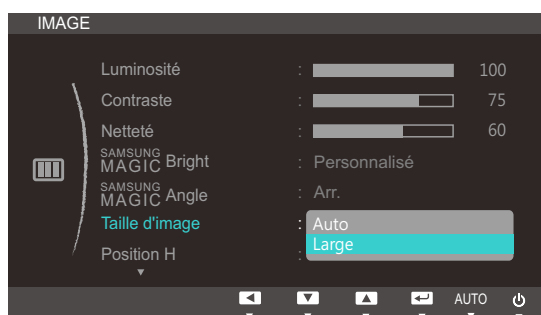 IMAGE
Luminosité : 100
Contraste : 75
Netteté : 60
SAMSUNG MAGIC Bright : Personnalisé
SAMSUNG MAGIC Angle : Arr.
Taille d'image : Auto
Large
Position H :
AUTO